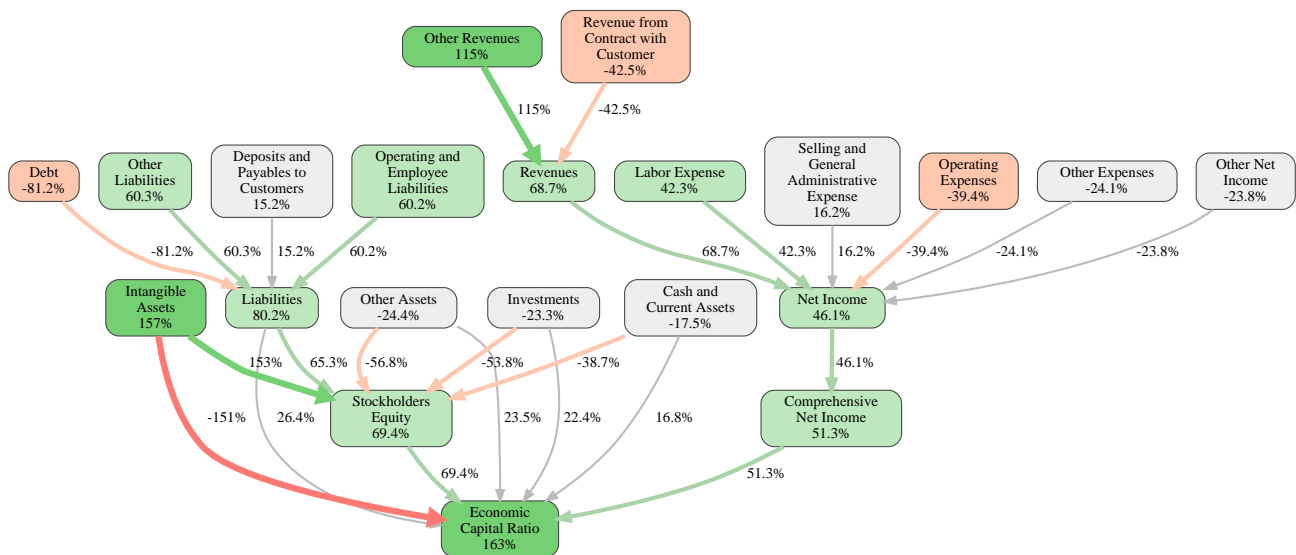 Other Revenues
115%
Revenue from
Contract with
Customer
-42.5%
115%
-42.5%
Debt
-81.2%
Other
Liabilities
60.3%
Deposits and
Payables to
Customers
15.2%
Operating and
Employee
Liabilities
60.2%
Revenues
68.7%
Labor Expense
42.3%
Selling and
General
Administrative
Expense
16.2%
Operating
Expenses
-39.4%
Other Expenses
-24.1%
Other Net
Income
-23.8%
-81.2%
60.3%
15.2%
60.2%
68.7%
42.3%
16.2%
-39.4%
-24.1%
-23.8%
Intangible
Assets
157%
Liabilities
80.2%
Other Assets
-24.4%
Investments
-23.3%
Cash and
Current Assets
-17.5%
Net Income
46.1%
153%
65.3%
-56.8%
-53.8%
-38.7%
46.1%
Stockholders
Equity
69.4%
Comprehensive
Net Income
51.3%
-151%
26.4%
23.5%
22.4%
16.8%
69.4%
51.3%
Economic
Capital Ratio
163%